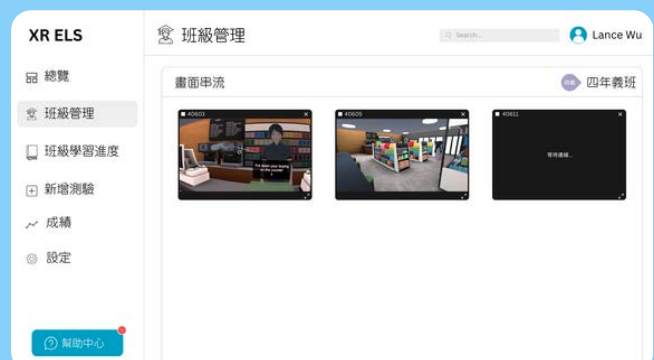 XR ELS
班級管理
Search...
Lance Wu
總覽
班級管理
班級學習進度
新增測驗
成績
設定
幫助中心
畫面串流
四年義班
40603
40605
40611
等待連線...